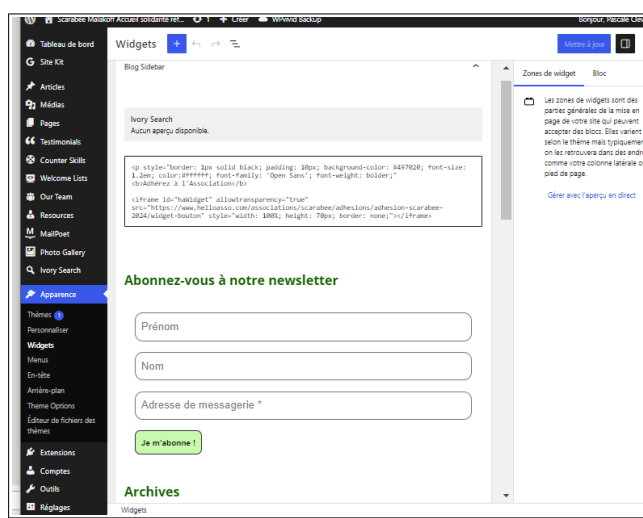 Scarabée Malakoff Accueil solidante réf... 1 + Créer WPvivid Backup Bonjour, Pascale Clév
Tableau de bord
Site Kit
Articles
Médias
Pages
Testimonials
Counter Skills
Welcome Lists
Our Team
Resources
MailPoet
Photo Gallery
Ivory Search
Apparence
Thèmes 1
Personnaliser
Widgets
Menus
En-tête
Arrière-plan
Theme Options
Éditeur de fichiers des
thèmes
Extensions
Comptes
Outils
Réglages
Widgets
Mettre à jour
Blog Sidebar
Ivory Search
Aucun aperçu disponible.
<p style="border: 1px solid black; padding: 10px; background-color: #497020; font-size:
1.2em; color:#ffffff; font-family: 'Open Sans'; font-weight: bolder;"
<b>Adhérez à l'Association</b>
<iframe id="haWidget" allowtransparency="true"
src="https://www.helloasso.com/associations/scarabee/adhesions/adhesion-scarabee-
2024/widget-bouton" style="width: 100%; height: 70px; border: none;"></iframe>
Abonnez-vous à notre newsletter
Prénom
Nom
Adresse de messagerie *
Je m'abonne !
Archives
Widgets
Zones de widget Bloc
Les zones de widgets sont des
parties générales de la mise en
page de votre site qui peuvent
accepter des blocs. Elles varient
selon le thème mais typiquemen
on les retrouvera dans des endro
comme votre colonne latérale o
pied de page.
Gérer avec l'aperçu en direct